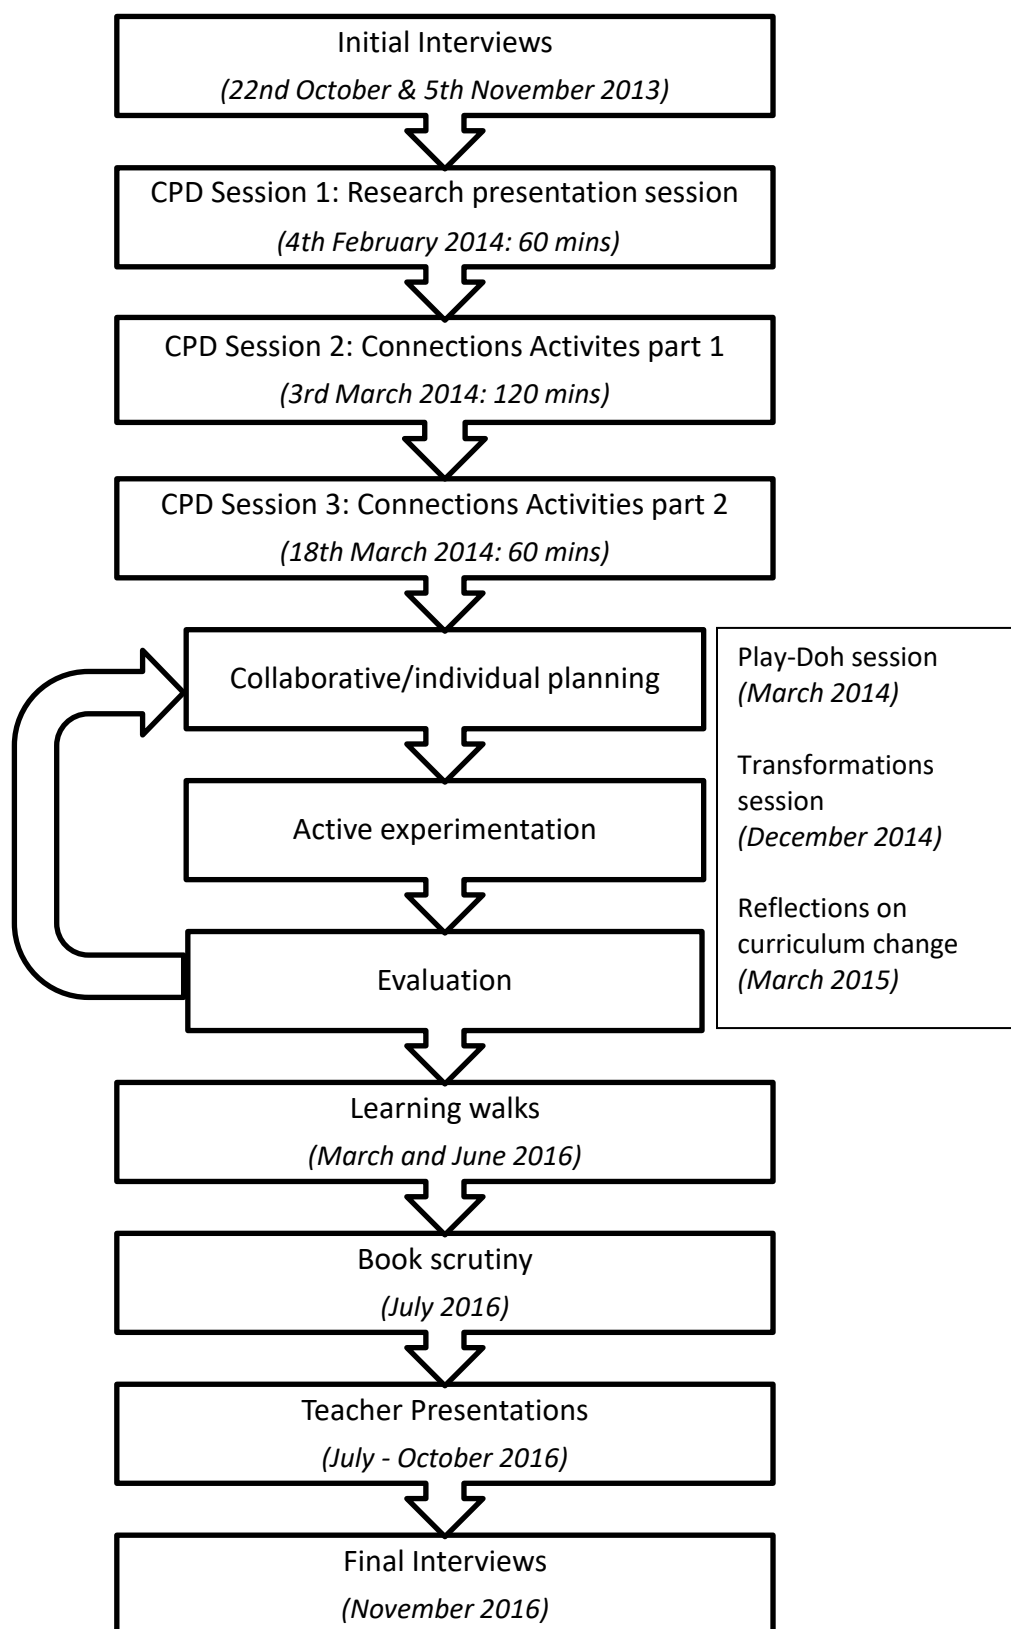 Initial Interviews
(22nd October & 5th November 2013)
CPD Session 1: Research presentation session
(4th February 2014: 60 mins)
CPD Session 2: Connections Activites part 1
(3rd March 2014: 120 mins)
CPD Session 3: Connections Activities part 2
(18th March 2014: 60 mins)
Collaborative/individual planning
Active experimentation
Evaluation
Play-Doh session
(March 2014)
Transformations
session
(December 2014)
Reflections on
curriculum change
(March 2015)
Learning walks
(March and June 2016)
Book scrutiny
(July 2016)
Teacher Presentations
(July - October 2016)
Final Interviews
(November 2016)